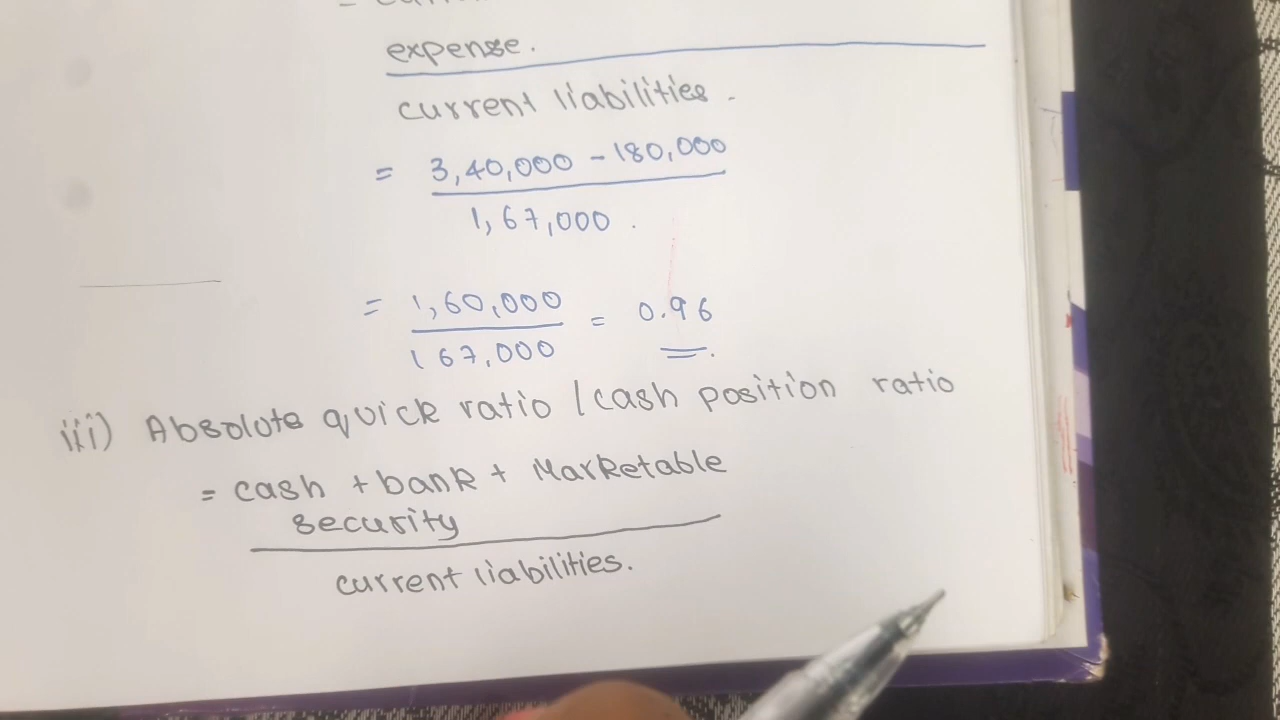 expense.
current liabilities.
= 3,40,000 - 180,000
1,67,000.
= 1,60,000 = 0.96
167,000
iii) Absolute quick ratio / cash position ratio
= cash + bank + Marketable
security
current liabilities.